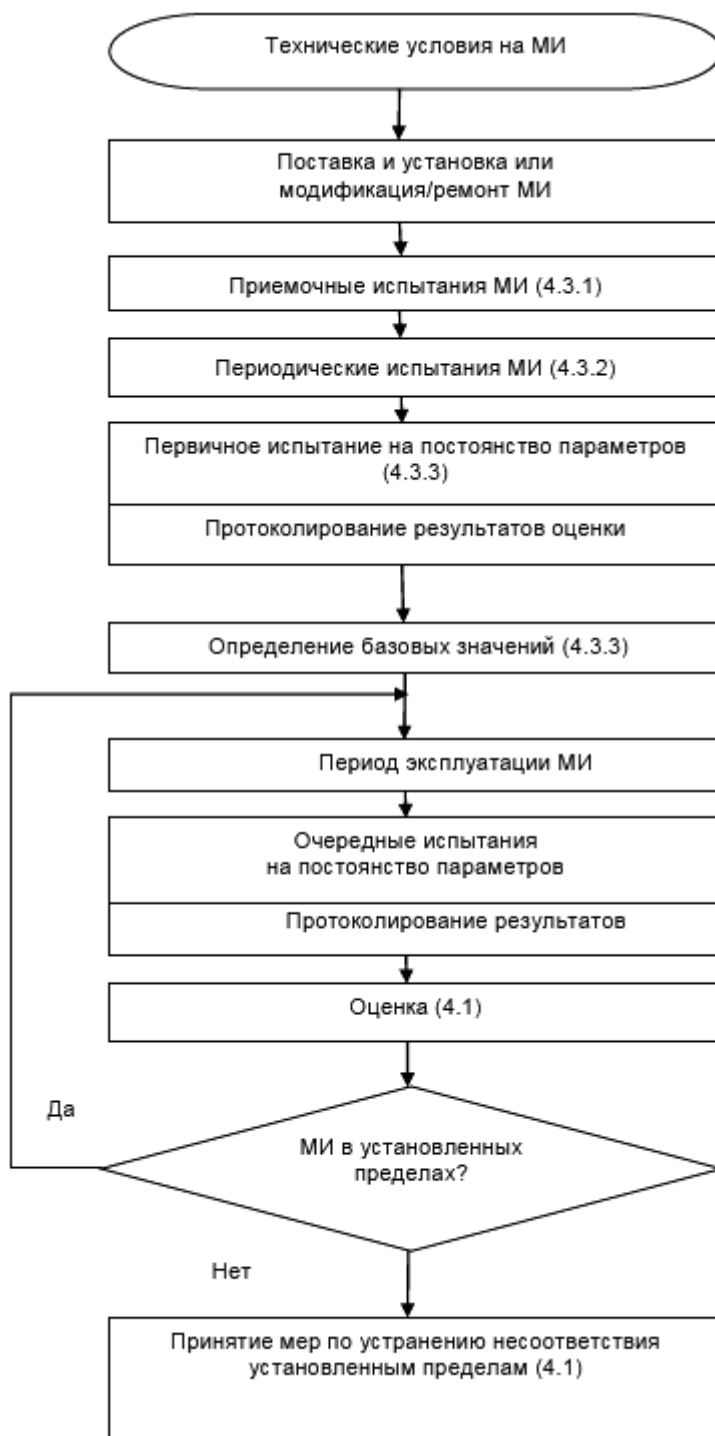 Технические условия на МИ
Поставка и установка или
модификация/ремонт МИ
Приемочные испытания МИ (4.3.1)
Периодические испытания МИ (4.3.2)
Первичное испытание на постоянство параметров
(4.3.3)
Протоколирование результатов оценки
Определение базовых значений (4.3.3)
Период эксплуатации МИ
Очередные испытания
на постоянство параметров
Протоколирование результатов
Оценка (4.1)
Да
МИ в установленных
пределах?
Нет
Принятие мер по устранению несоответствия
установленным пределам (4.1)